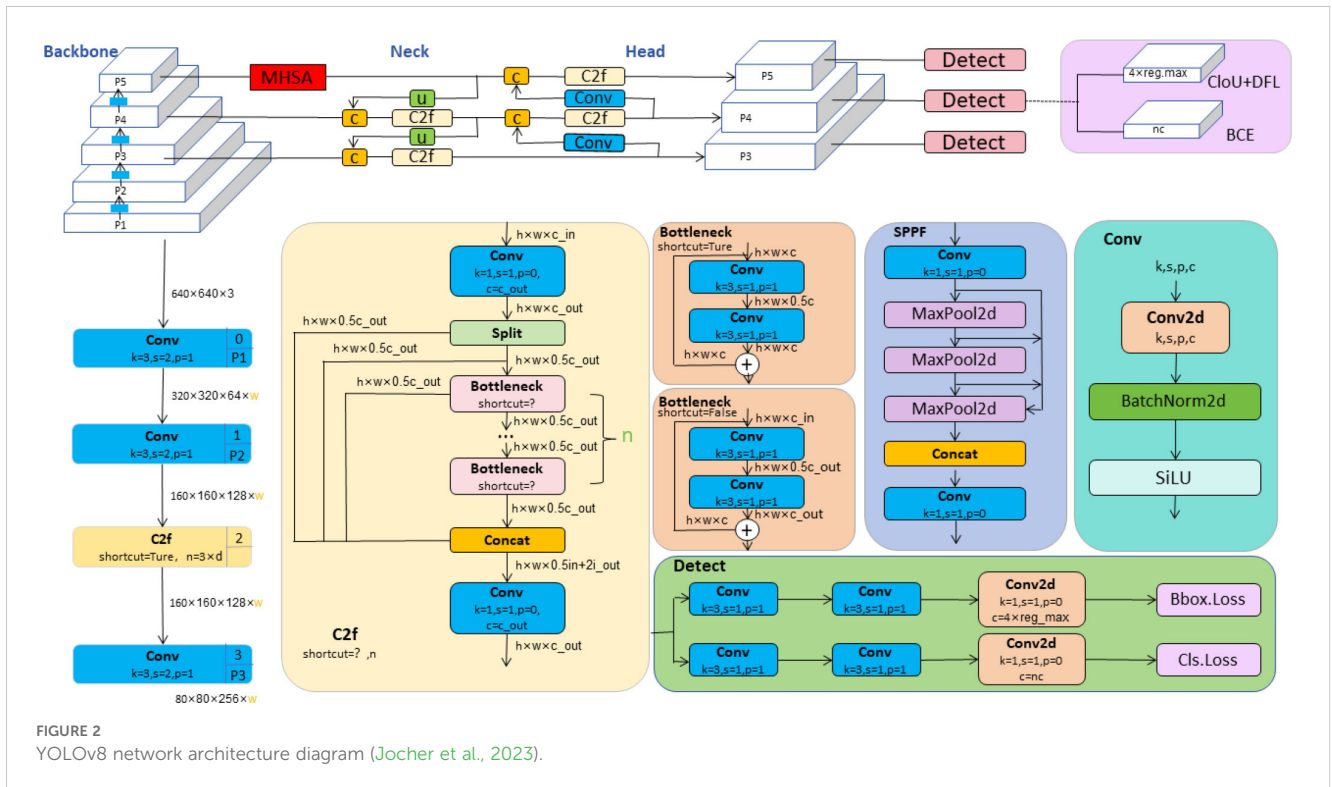 Backbone
Neck
Head
P5
P4
P3
P2
P1
MHSA
c
C2f
u
Conv
c
C2f
c
C2f
u
Conv
c
C2f
P5
P4
P3
Detect
Detect
Detect
4×reg.max
CloU+DFL
nc
BCE
640×640×3
Conv
k=3,s=2,p=1
0
P1
320×320×64×w
Conv
k=3,s=2,p=1
1
P2
160×160×128×w
C2f
shortcut=Ture, n=3×d
2
160×160×128×w
Conv
k=3,s=2,p=1
3
P3
80×80×256×w
h×w×c_in
Conv
k=1,s=1,p=0,
c=c_out
h×w×c_out
h×w×0.5c_out
Split
h×w×0.5c_out
h×w×0.5c_out
h×w×0.5c_out
Bottleneck
shortcut=?
h×w×0.5c_out
...
n
h×w×0.5c_out
Bottleneck
shortcut=?
h×w×0.5c_out
Concat
h×w×0.5in+2i_out
Conv
k=1,s=1,p=0,
c=c_out
h×w×c_out
C2f
shortcut=? ,n
Bottleneck
shortcut=Ture
h×w×c
Conv
k=3,s=1,p=1
h×w×0.5c
Conv
k=3,s=1,p=1
h×w×c
h×w×c
+
Bottleneck
shortcut=False
h×w×c_in
Conv
k=3,s=1,p=1
h×w×0.5c_out
Conv
k=3,s=1,p=1
h×w×c_out
h×w×c
+
SPPF
Conv
k=1,s=1,p=0
MaxPool2d
MaxPool2d
MaxPool2d
Concat
Conv
k=1,s=1,p=0
Conv
k,s,p,c
Conv2d
k,s,p,c
BatchNorm2d
SiLU
Detect
Conv
k=3,s=1,p=1
Conv
k=3,s=1,p=1
Conv2d
k=1,s=1,p=0
c=4×reg_max
Bbox.Loss
Conv
k=3,s=1,p=1
Conv
k=3,s=1,p=1
Conv2d
k=1,s=1,p=0
c=nc
Cls.Loss
FIGURE 2
YOLOv8 network architecture diagram (Jocher et al., 2023).